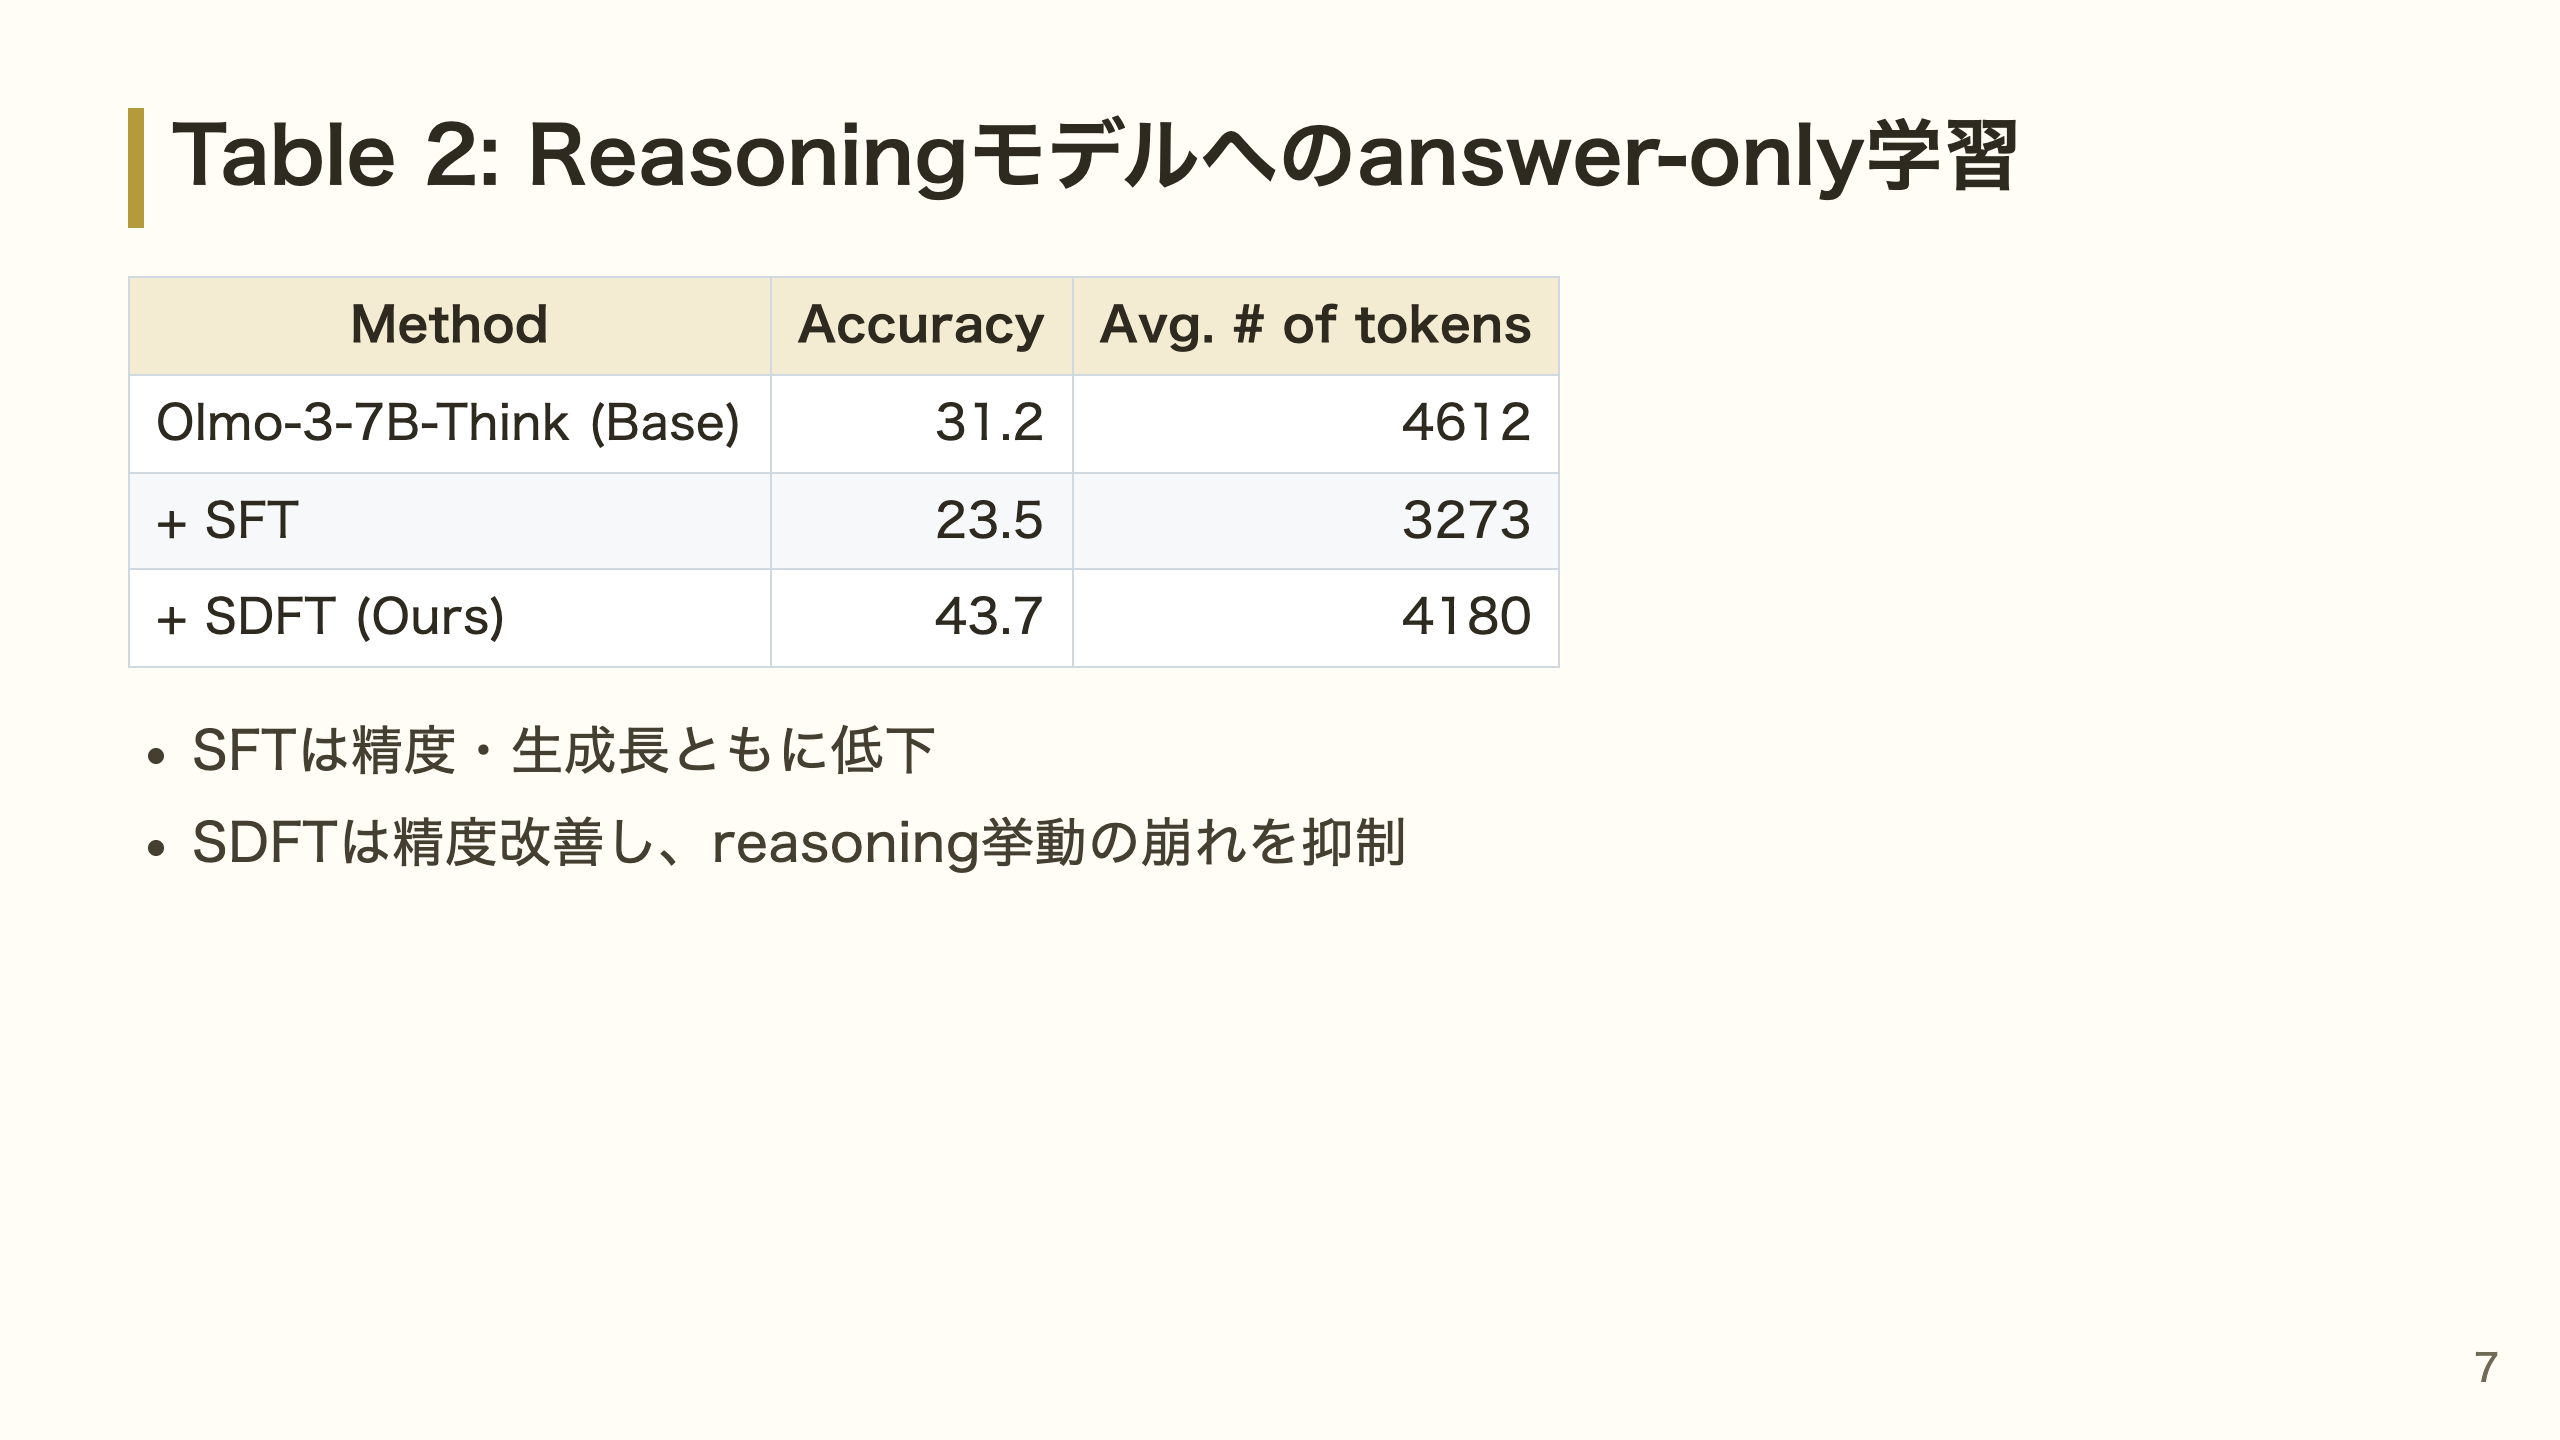 Table 2: Reasoningモデルへのanswer-only学習
Method Accuracy Avg. # of tokens
Olmo-3-7B-Think (Base) 31.2 4612
+ SFT 23.5 3273
+ SDFT (Ours) 43.7 4180
• SFTは精度・生成長ともに低下
• SDFTは精度改善し、reasoning挙動の崩れを抑制
7